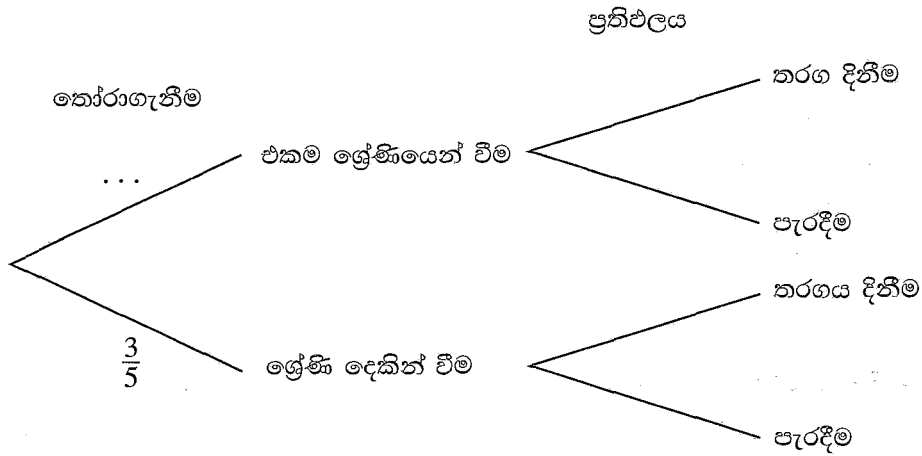 ප්‍රතිඵලය
තෝරාගැනීම
තරග දිනීම
...
එකම ශ්‍රේණියෙන් වීම
පැරදීම
තරගය දිනීම
3/5
ශ්‍රේණි දෙකින් වීම
පැරදීම